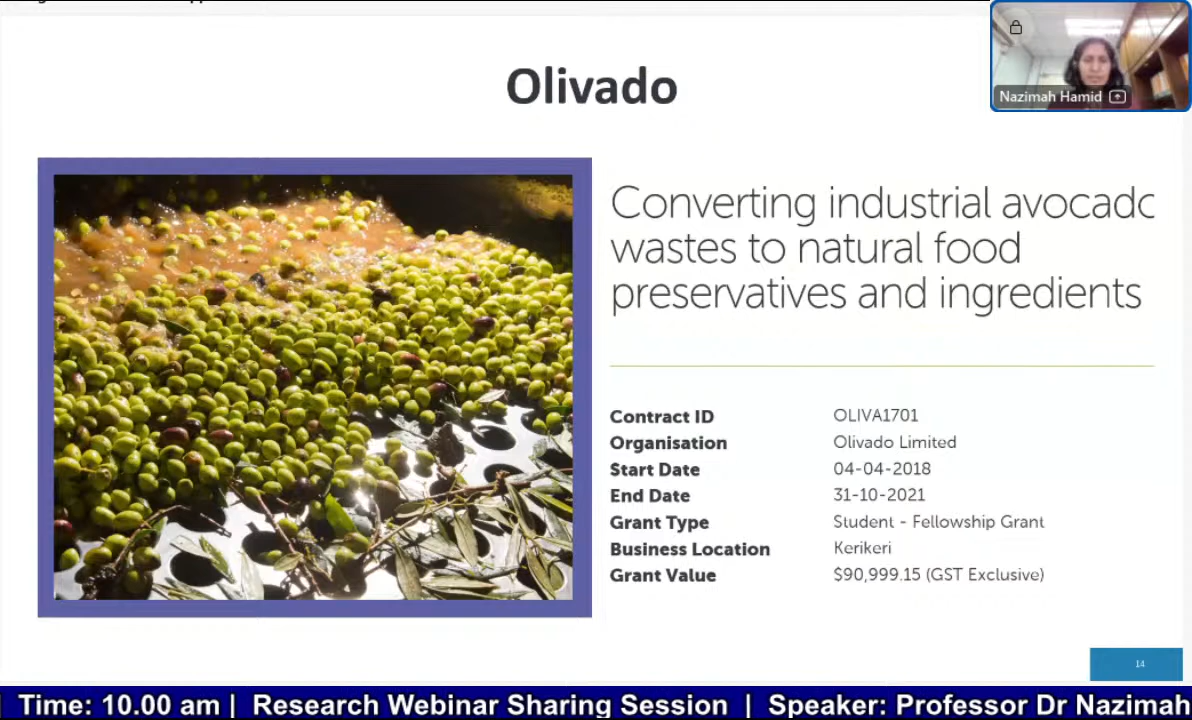 Olivado
Nazimah Hamid
Converting industrial avocadc
wastes to natural food
preservatives and ingredients
Contract ID OLIVA1701
Organisation Olivado Limited
Start Date 04-04-2018
End Date 31-10-2021
Grant Type Student - Fellowship Grant
Business Location Kerikeri
Grant Value $90,999.15 (GST Exclusive)
14
Time: 10.00 am | Research Webinar Sharing Session | Speaker: Professor Dr Nazimah